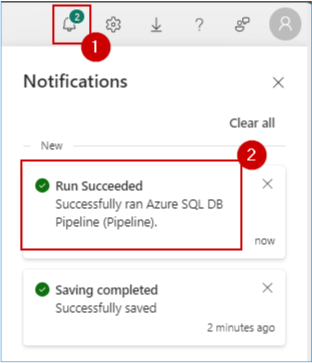 2
?
1
Notifications
Clear all
New
2
Run Succeeded
Successfully ran Azure SQL DB
Pipeline (Pipeline).
now
Saving completed
Successfully saved
2 minutes ago